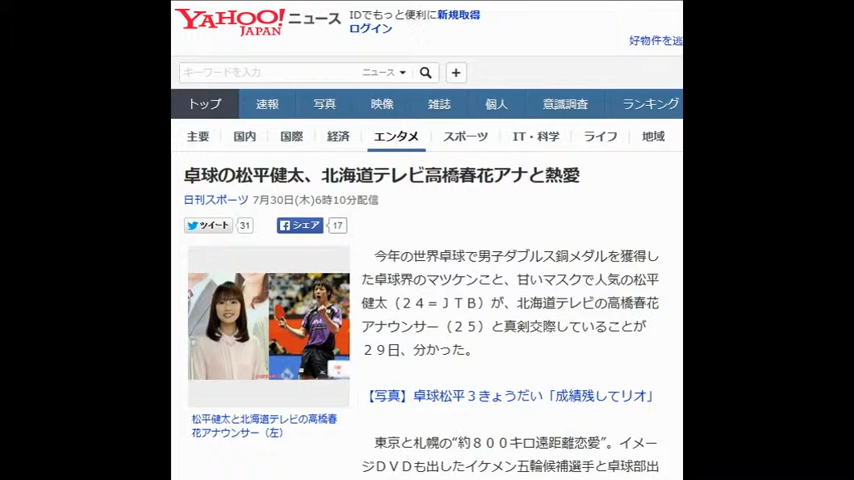 YAHOO! JAPAN ニュース
IDでもっと便利に新規取得
ログイン
好物件を逃
キーワードを入力 ニュース
トップ 速報 写真 映像 雑誌 個人 意識調査 ランキング
主要 国内 国際 経済 エンタメ スポーツ IT・科学 ライフ 地域
卓球の松平健太、北海道テレビ高橋春花アナと熱愛
日刊スポーツ 7月30日(木)6時10分配信
ツイート 31 シェア 17
今年の世界卓球で男子ダブルス銅メダルを獲得し
た卓球界のマツケンこと、甘いマスクで人気の松平
健太（２４＝ＪＴＢ）が、北海道テレビの高橋春花
アナウンサー（２５）と真剣交際していることが
２９日、分かった。
【写真】卓球松平３きょうだい「成績残してリオ」
松平健太と北海道テレビの高橋春
花アナウンサー（左）
東京と札幌の“約８００キロ遠距離恋愛”。イメー
ジＤＶＤも出したイケメン五輪候補選手と卓球部出